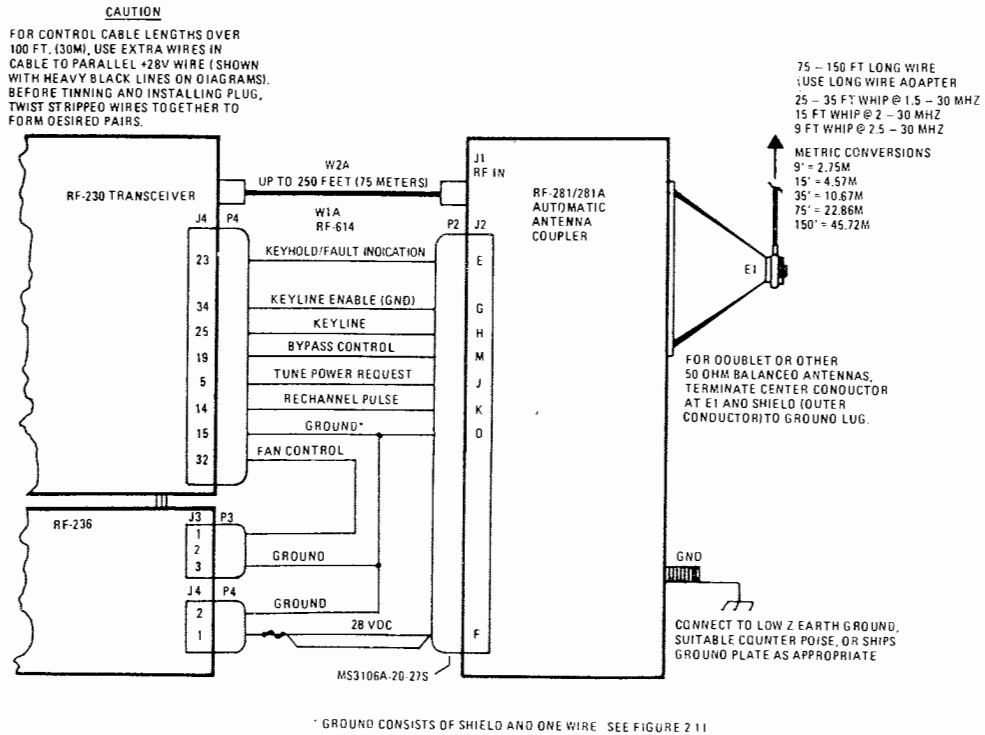 CAUTION
FOR CONTROL CABLE LENGTHS OVER
100 FT. (30M), USE EXTRA WIRES IN
CABLE TO PARALLEL +28V WIRE (SHOWN
WITH HEAVY BLACK LINES ON DIAGRAMS).
BEFORE TINNING AND INSTALLING PLUG,
TWIST STRIPPED WIRES TOGETHER TO
FORM DESIRED PAIRS.
75 – 150 FT LONG WIRE
(USE LONG WIRE ADAPTER
25 – 35 FT WHIP @ 1.5 – 30 MHZ
15 FT WHIP @ 2 – 30 MHZ
9 FT WHIP @ 2.5 – 30 MHZ
METRIC CONVERSIONS
9' = 2.75M
15' = 4.57M
35' = 10.67M
75' = 22.86M
150' = 45.72M
RF-230 TRANSCEIVER
W2A
UP TO 250 FEET (75 METERS)
J1
RF IN
RF-281/281A
AUTOMATIC
ANTENNA
COUPLER
W1A
RF-614
J4 P4
P2 J2
23 KEYHOLD/FAULT INDICATION E
34 KEYLINE ENABLE (GND) G
25 KEYLINE H
19 BYPASS CONTROL M
5 TUNE POWER REQUEST J
14 RECHANNEL PULSE K
15 GROUND* D
32 FAN CONTROL
E1
FOR DOUBLET OR OTHER
50 OHM BALANCED ANTENNAS,
TERMINATE CENTER CONDUCTOR
AT E1 AND SHIELD (OUTER
CONDUCTOR) TO GROUND LUG.
RF-236
J3 P3
1
2
3 GROUND
J4 P4
2 GROUND
1 28 VDC F
MS3106A-20-27S
GND
CONNECT TO LOW Z EARTH GROUND,
SUITABLE COUNTER POISE, OR SHIPS
GROUND PLATE AS APPROPRIATE
* GROUND CONSISTS OF SHIELD AND ONE WIRE SEE FIGURE 2 11